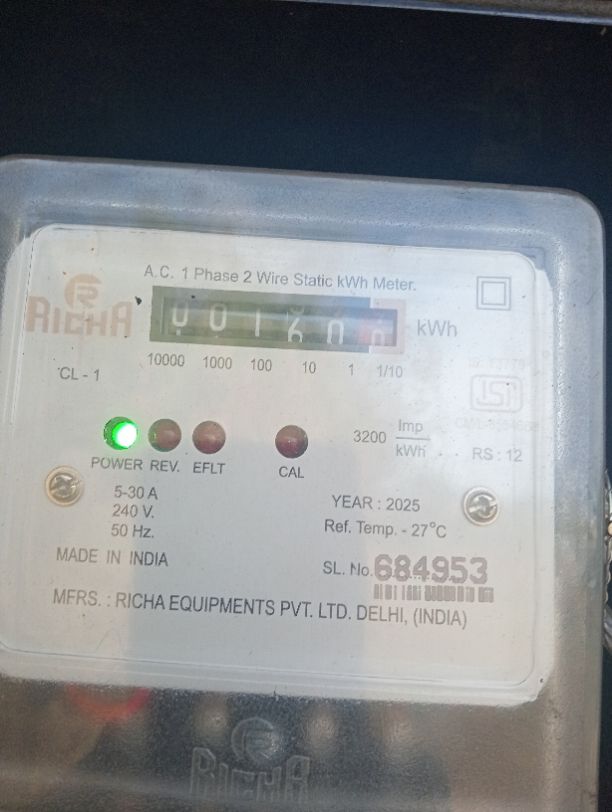 A.C. 1 Phase 2 Wire Static kWh Meter.
RICHA
kWh
10000 1000 100 10 1 1/10
CL - 1
ISI
3200 Imp/kWh
RS : 12
POWER REV. EFLT CAL
5-30 A
240 V.
50 Hz.
YEAR : 2025
Ref. Temp. - 27°C
MADE IN INDIA
SL. No. 684953
MFRS. : RICHA EQUIPMENTS PVT. LTD. DELHI, (INDIA)
RICHA